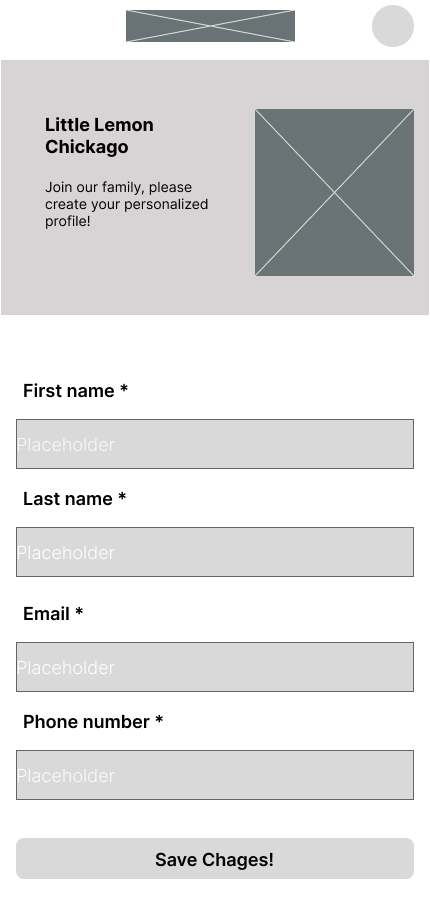 Little Lemon
Chickago
Join our family, please
create your personalized
profile!
First name *
Placeholder
Last name *
Placeholder
Email *
Placeholder
Phone number *
Placeholder
Save Chages!